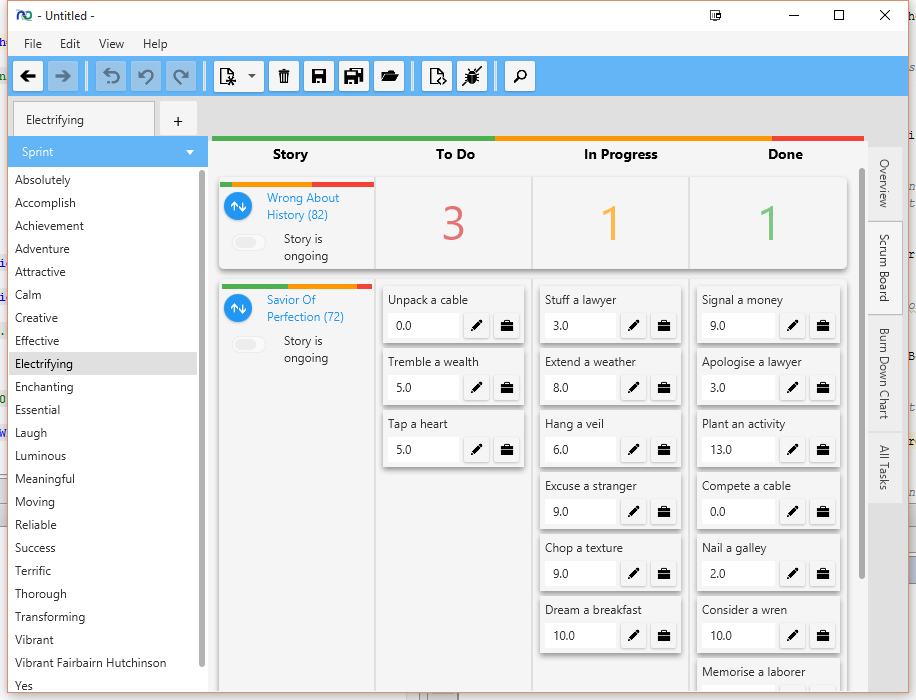 - Untitled -
File Edit View Help
Electrifying +
Sprint
Absolutely
Accomplish
Achievement
Adventure
Attractive
Calm
Creative
Effective
Electrifying
Enchanting
Essential
Laugh
Luminous
Meaningful
Moving
Reliable
Success
Terrific
Thorough
Transforming
Vibrant
Vibrant Fairbairn Hutchinson
Yes
Story To Do In Progress Done
Wrong About
History (82)
Story is
ongoing
3 1 1
Savior Of
Perfection (72)
Story is
ongoing
Unpack a cable
0.0
Tremble a wealth
5.0
Tap a heart
5.0
Stuff a lawyer
3.0
Extend a weather
8.0
Hang a veil
6.0
Excuse a stranger
9.0
Chop a texture
9.0
Dream a breakfast
10.0
Signal a money
9.0
Apologise a lawyer
3.0
Plant an activity
13.0
Compete a cable
0.0
Nail a galley
2.0
Consider a wren
10.0
Memorise a laborer
Overview
Scrum Board
Burn Down Chart
All Tasks